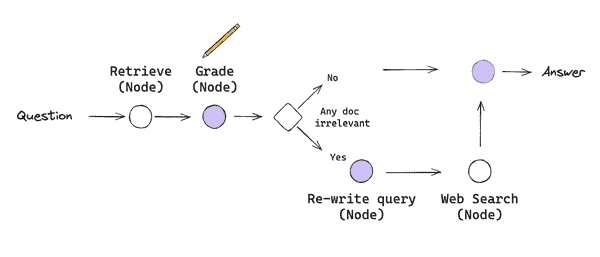 Retrieve
(Node)
Grade
(Node)
Question
No
Any doc
irrelevant
Yes
Answer
Re-write query
(Node)
Web Search
(Node)